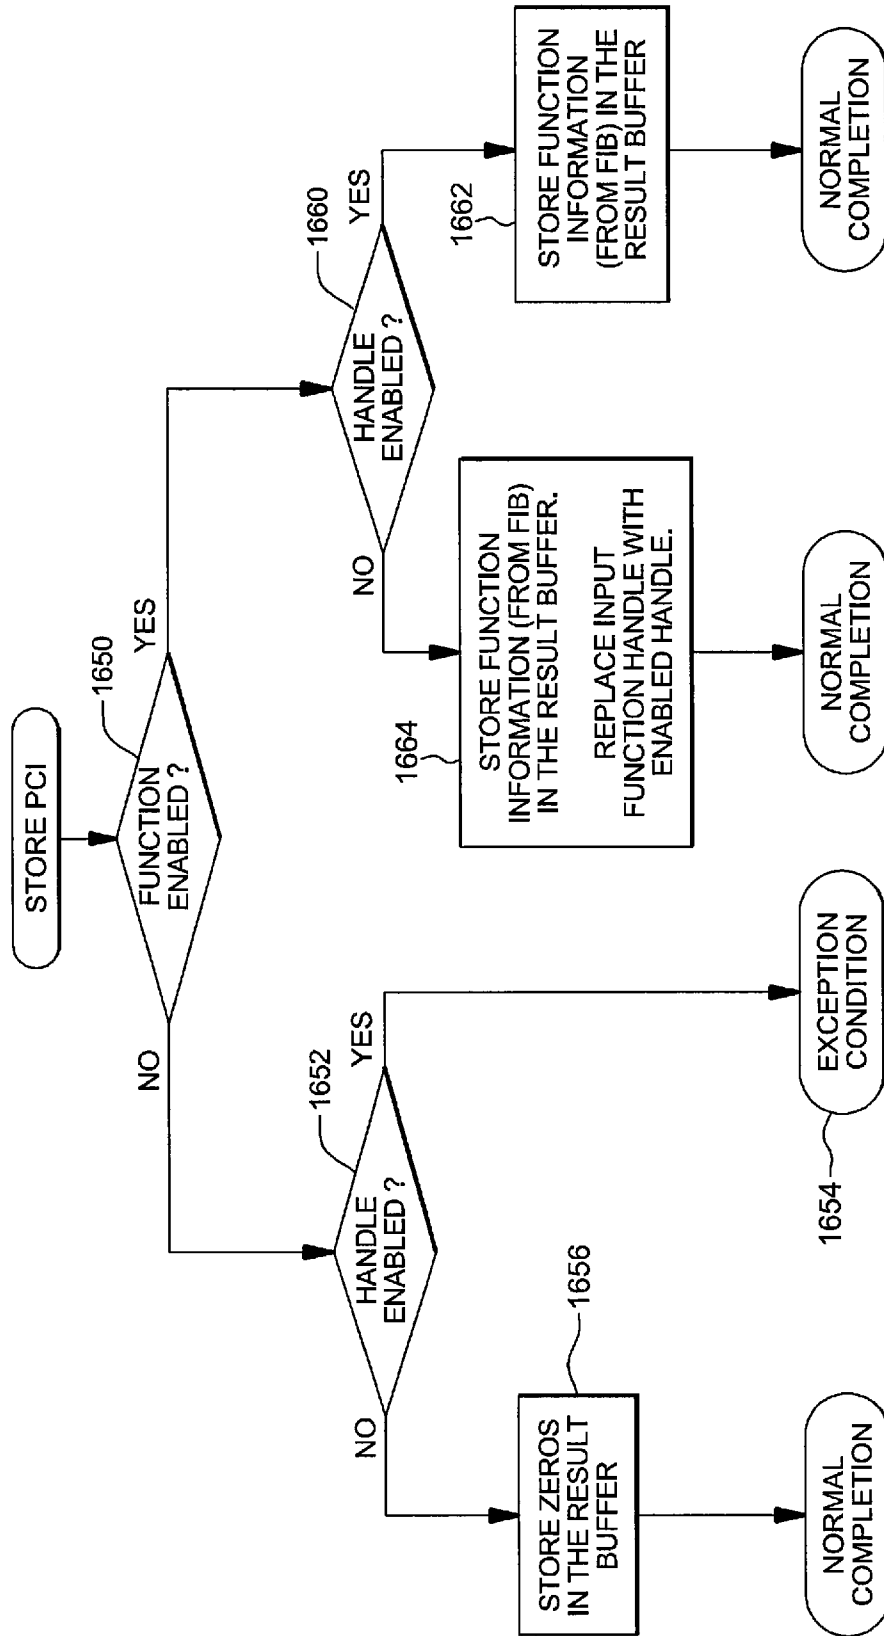 STORE PCI
FUNCTION
ENABLED ?
1650
NO
YES
HANDLE
ENABLED ?
1652
HANDLE
ENABLED ?
1660
NO
YES
NO
YES
STORE ZEROS
IN THE RESULT
BUFFER
1656
1664
STORE FUNCTION
INFORMATION (FROM FIB)
IN THE RESULT BUFFER.
REPLACE INPUT
FUNCTION HANDLE WITH
ENABLED HANDLE.
1662
STORE FUNCTION
INFORMATION
(FROM FIB) IN THE
RESULT BUFFER
NORMAL
COMPLETION
1654
EXCEPTION
CONDITION
NORMAL
COMPLETION
NORMAL
COMPLETION